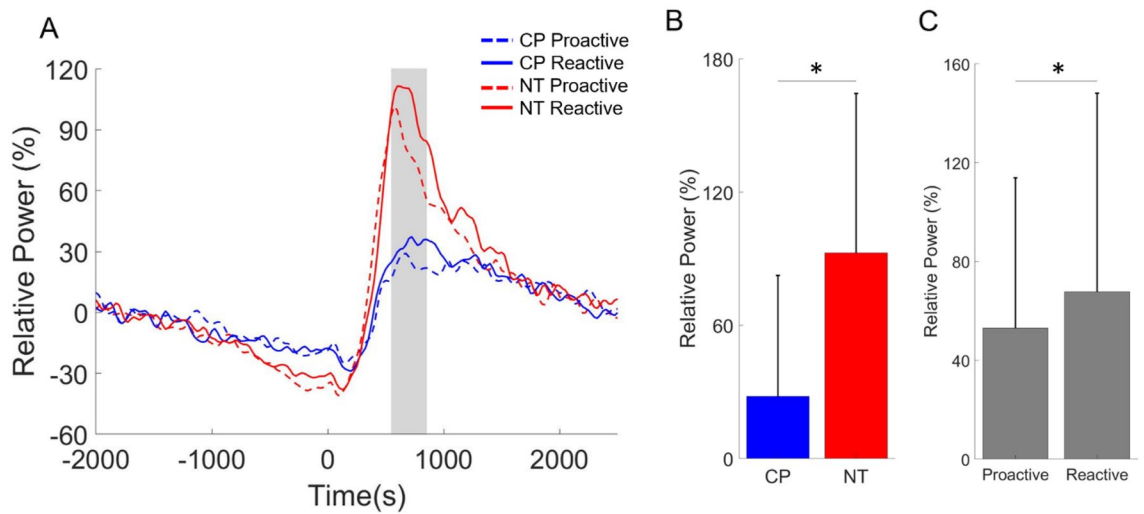 A
CP Proactive
CP Reactive
NT Proactive
NT Reactive
120
90
60
30
0
-30
-60
Relative Power (%)
-2000 -1000 0 1000 2000
Time(s)
B
*
180
120
60
0
Relative Power (%)
CP NT
C
*
160
120
80
40
0
Relative Power (%)
Proactive Reactive